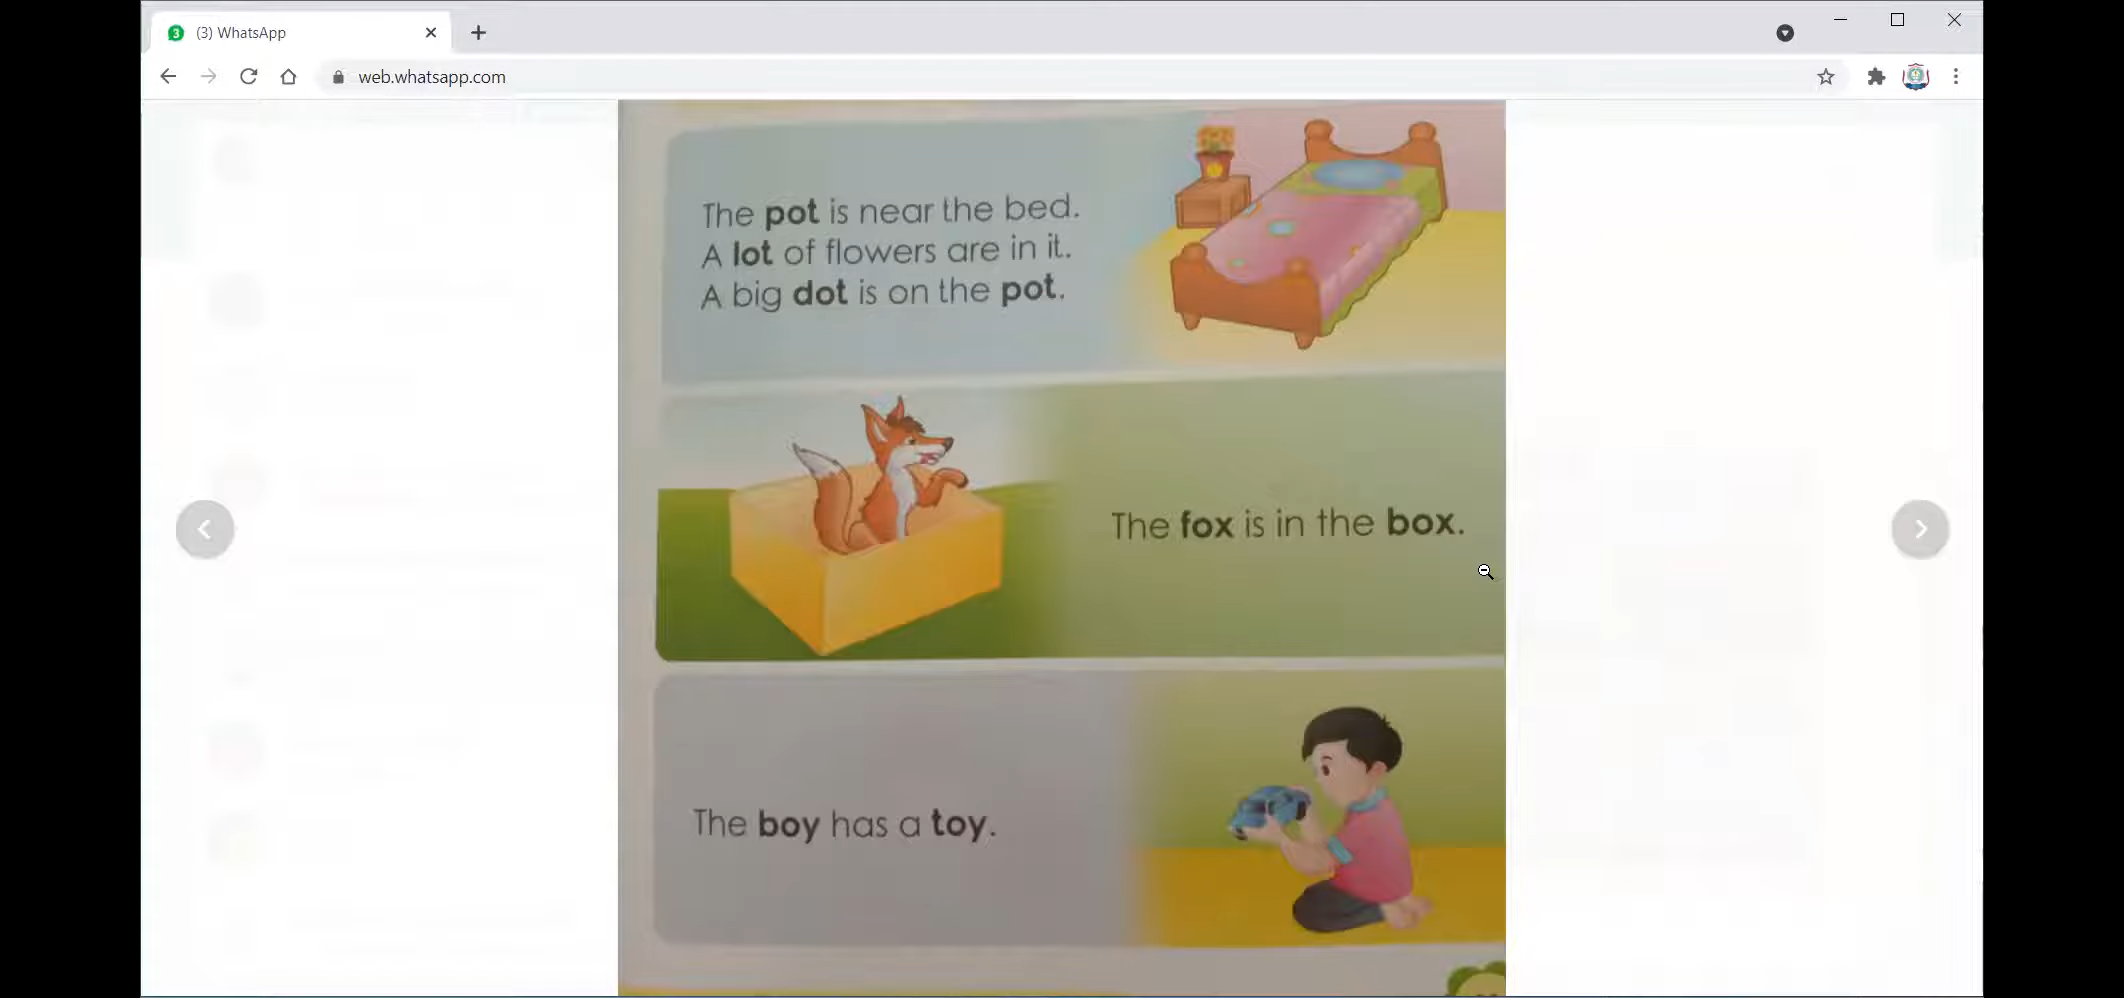 3
(3) WhatsApp
web.whatsapp.com
The pot is near the bed.
A lot of flowers are in it.
A big dot is on the pot.
The fox is in the box.
The boy has a toy.